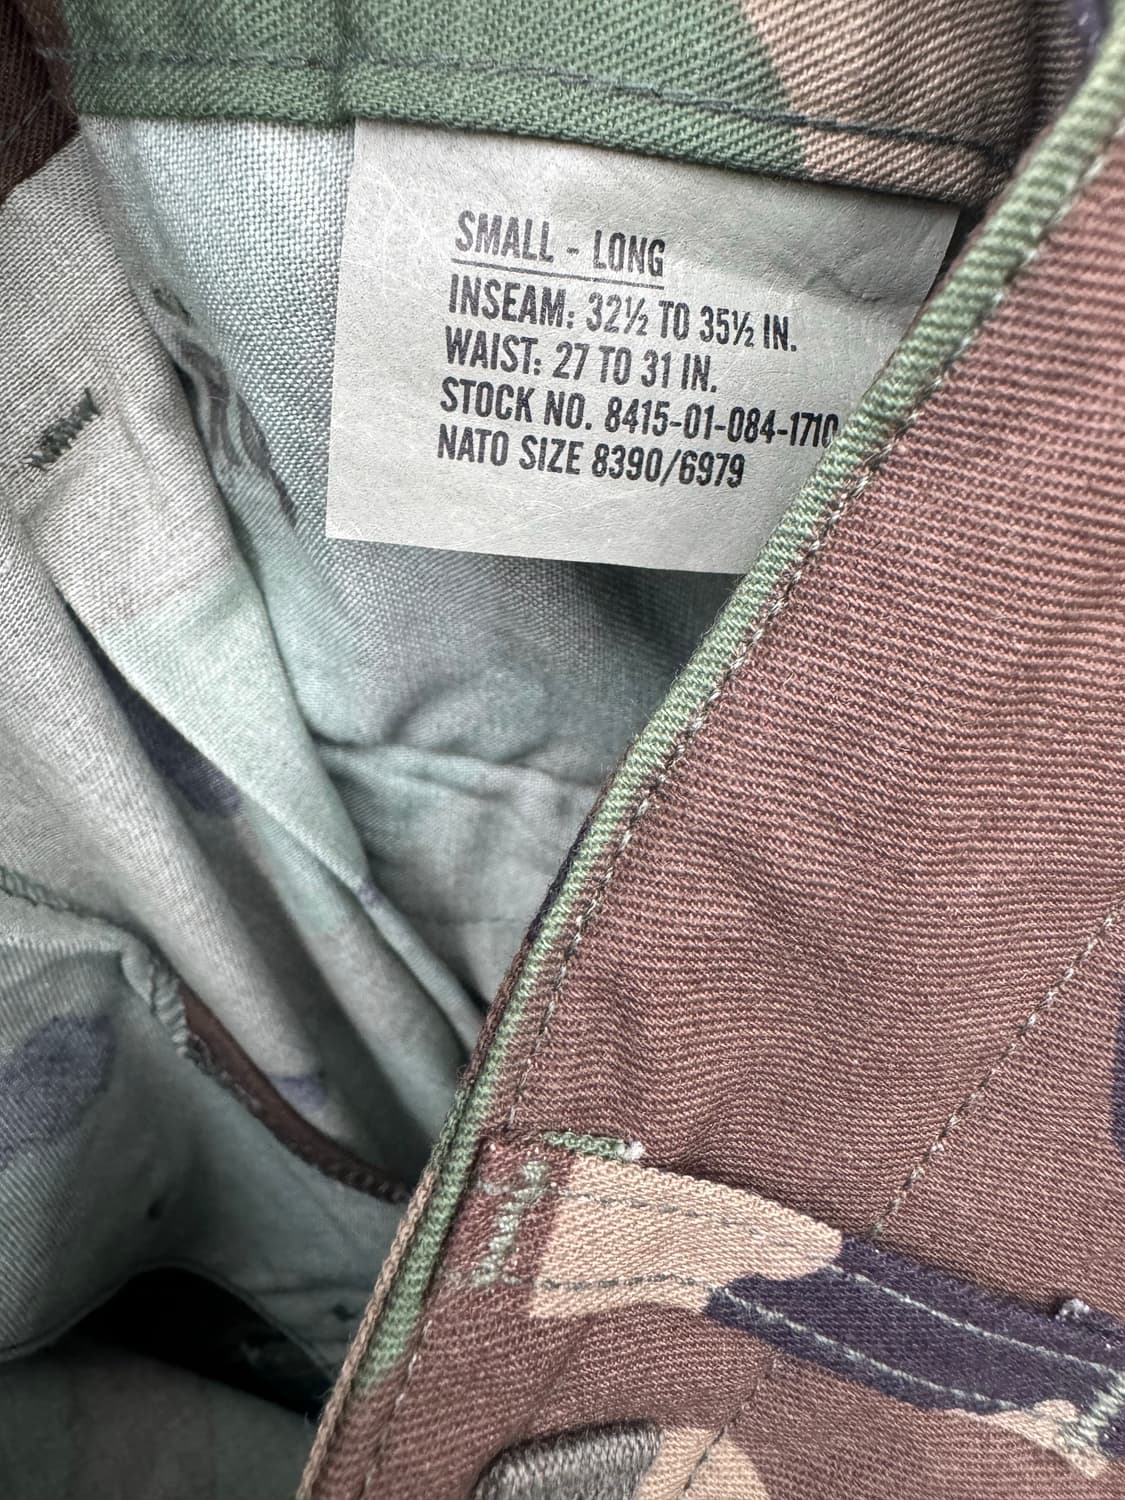 SMALL - LONG
INSEAM: 32½ TO 35½ IN.
WAIST: 27 TO 31 IN.
STOCK NO. 8415-01-084-1710
NATO SIZE 8390/6979